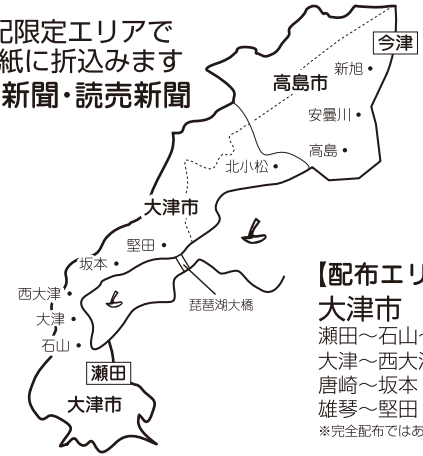 記限定エリアで
紙に折込みます
新聞・読売新聞
今津
新旭
高島市
安曇川
高島
北小松
大津市
堅田
坂本
西大津
琵琶湖大橋
大津
石山
瀬田
大津市
【配布エリ
大津市
瀬田〜石山〜
大津〜西大津
唐崎〜坂本
雄琴〜堅田
※完全配布ではあ